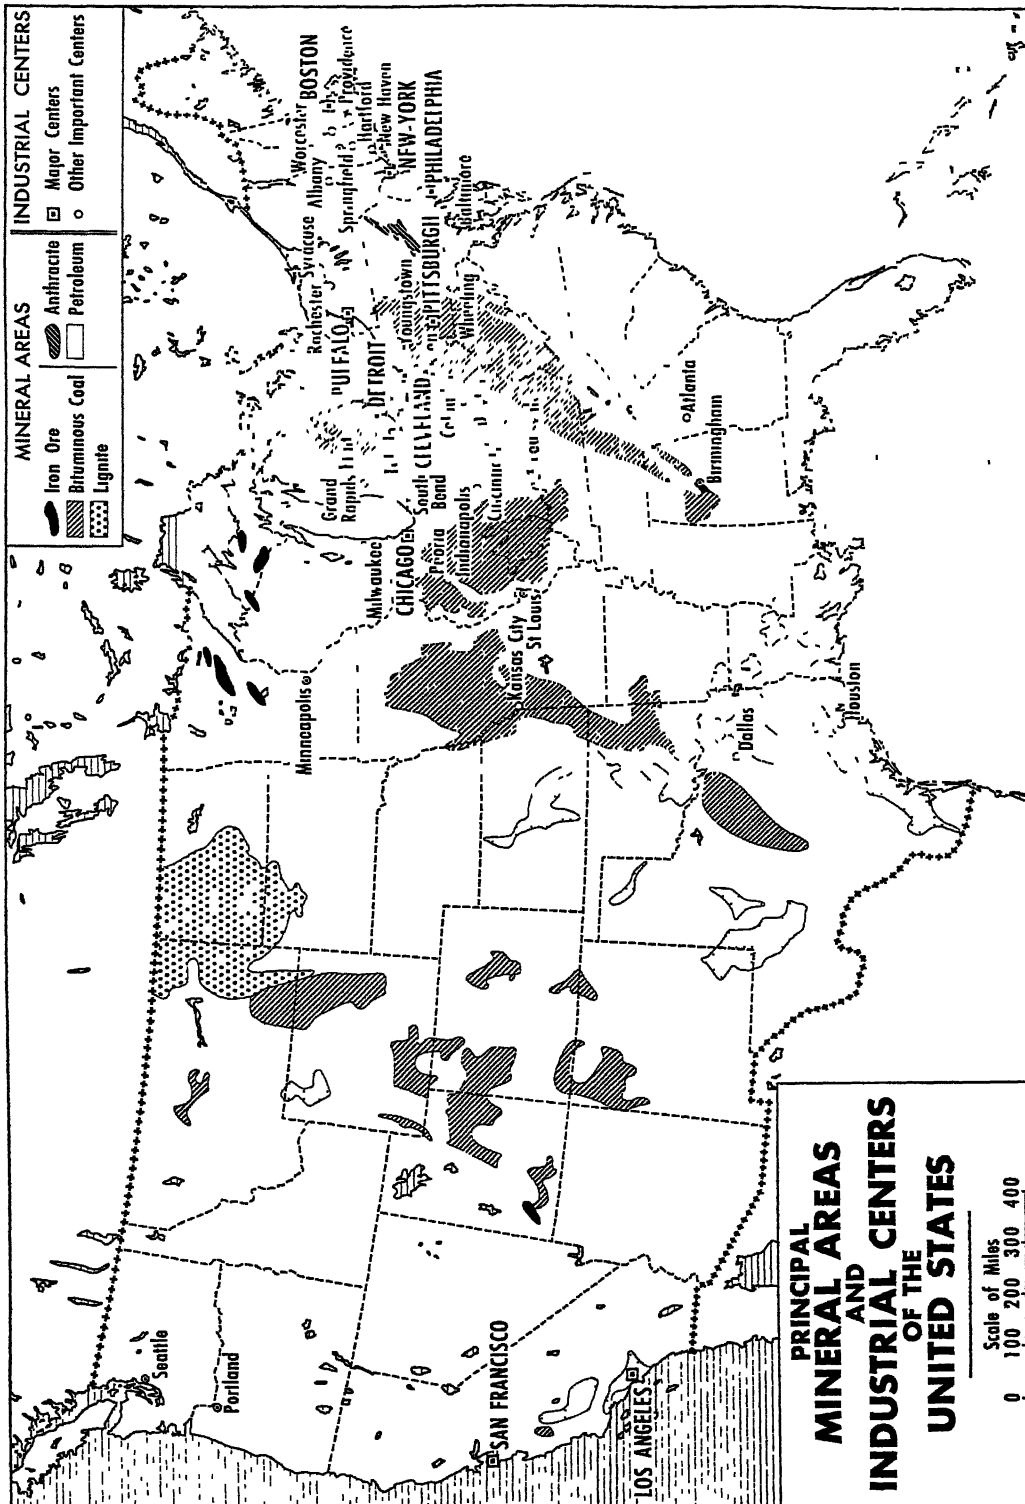 MINERAL AREAS
Iron Ore
Bituminous Coal
Lignite
Anthracite
Petroleum
INDUSTRIAL CENTERS
Major Centers
Other Important Centers
Seattle
Portland
SAN FRANCISCO
LOS ANGELES
Minneapolis
Milwaukee
CHICAGO
Peoria
Indianapolis
Kansas City
St Louis
Dallas
Houston
Grand
Rapids
South
Bend
CLEVELAND
DETROIT
Rochester
Syracuse
Albany
Springfield
Worcester
BOSTON
Providence
Hartford
New Haven
NEW-YORK
PHILADELPHIA
Baltimore
PITTSBURGH
Youngstown
Wheeling
Atlanta
Birmingham
PRINCIPAL
MINERAL AREAS
AND
INDUSTRIAL CENTERS
OF THE
UNITED STATES
Scale of Miles
0 100 200 300 400